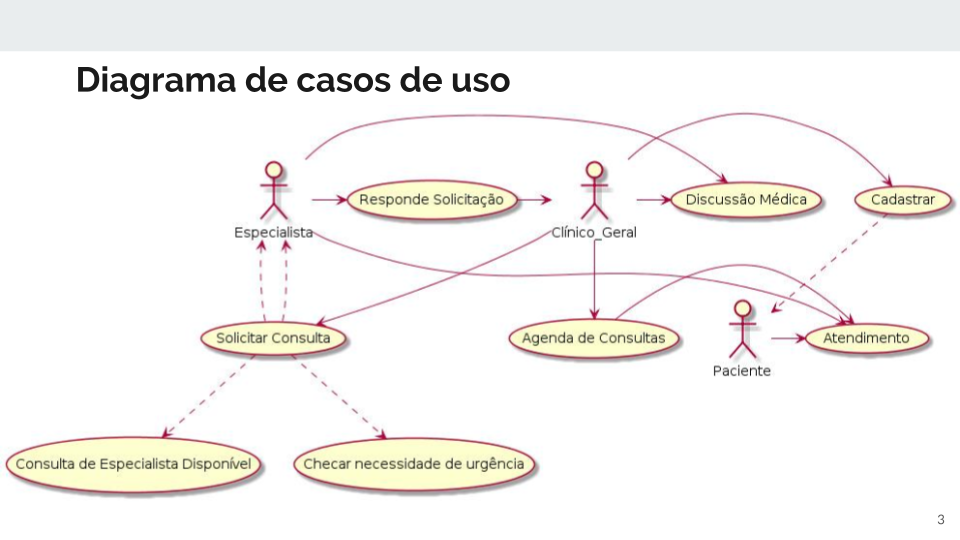 Diagrama de casos de uso
Responde Solicitação
Discussão Médica
Cadastrar
Especialista
Clínico_Geral
Solicitar Consulta
Agenda de Consultas
Atendimento
Paciente
Consulta de Especialista Disponível
Checar necessidade de urgência
3